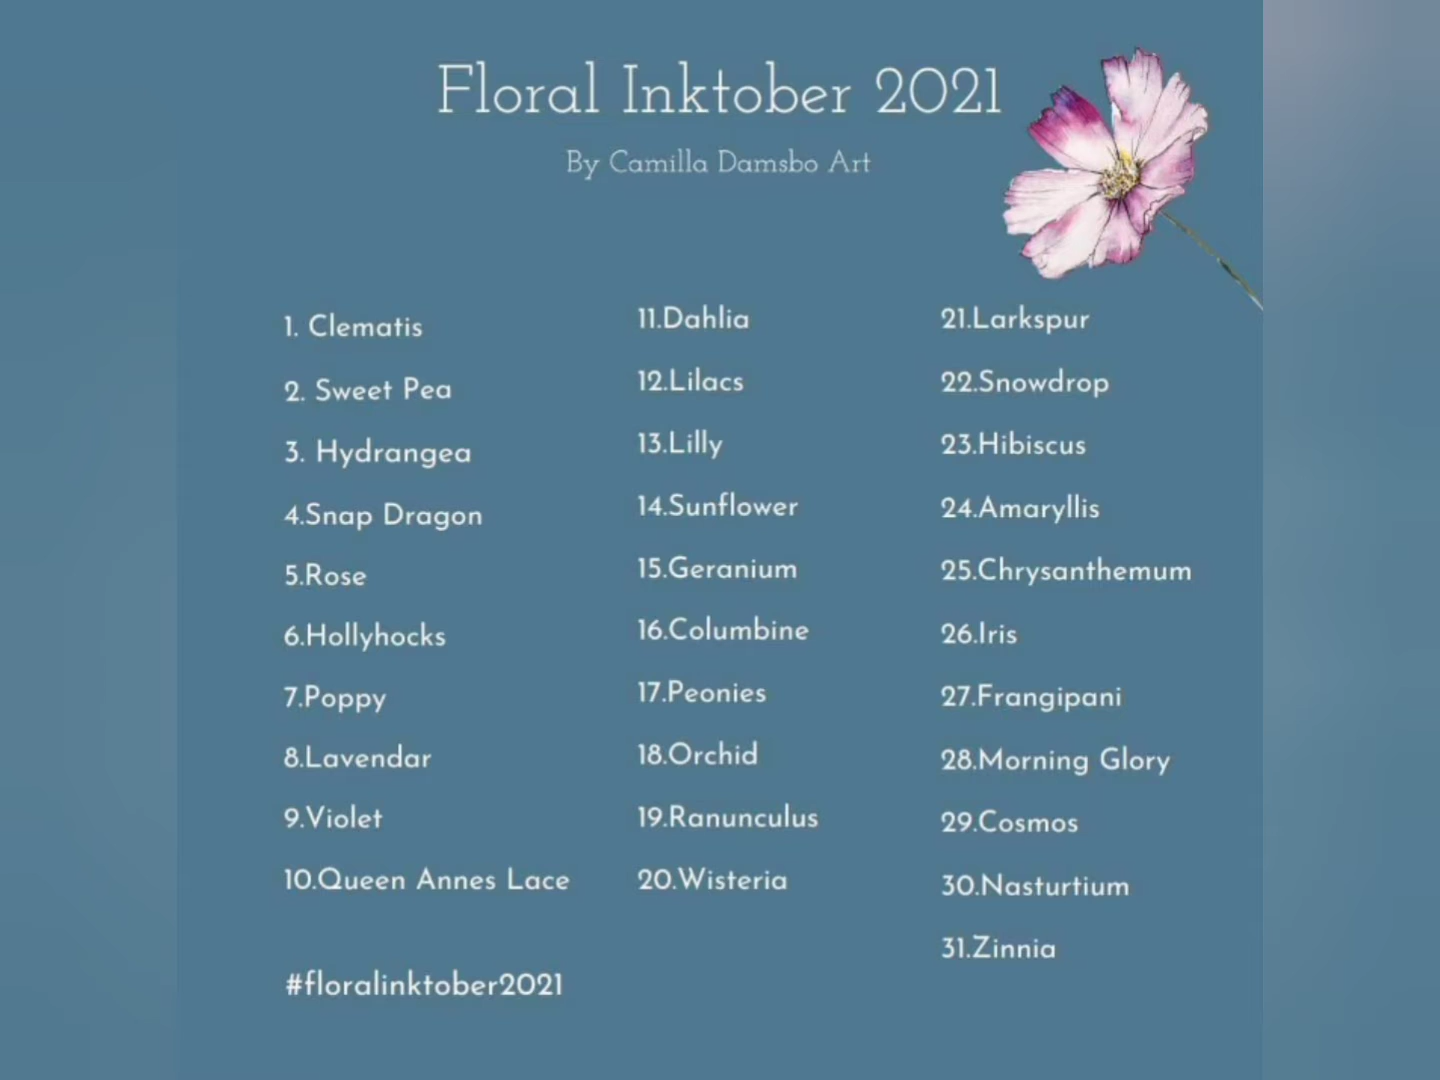 Floral Inktober 2021
By Camilla Damsbo Art
1. Clematis
2. Sweet Pea
3. Hydrangea
4.Snap Dragon
5.Rose
6.Hollyhocks
7.Poppy
8.Lavendar
9.Violet
10.Queen Annes Lace
11.Dahlia
12.Lilacs
13.Lilly
14.Sunflower
15.Geranium
16.Columbine
17.Peonies
18.Orchid
19.Ranunculus
20.Wisteria
21.Larkspur
22.Snowdrop
23.Hibiscus
24.Amaryllis
25.Chrysanthemum
26.Iris
27.Frangipani
28.Morning Glory
29.Cosmos
30.Nasturtium
31.Zinnia
#floralinktober2021